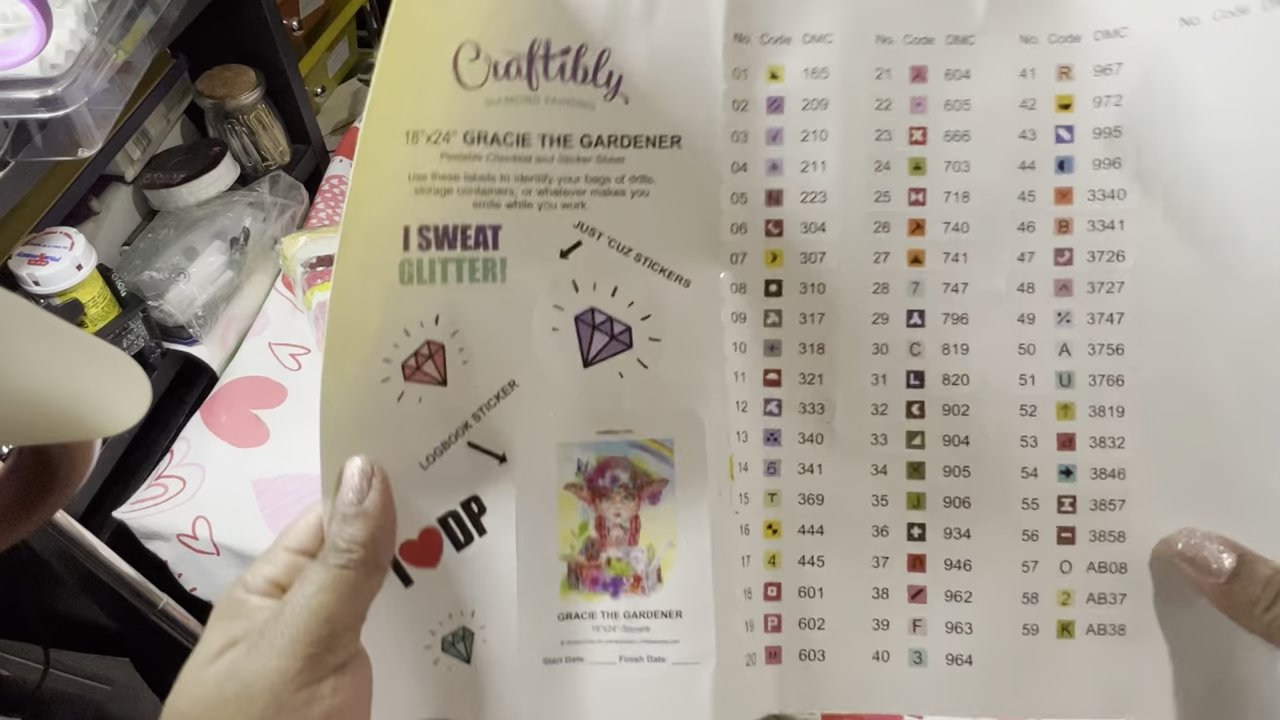 Craftibly
DIAMOND PAINTING
18"x24" GRACIE THE GARDENER
Use these labels to identify your bags of drills,
storage containers, or whatever makes you
smile while you work.
I SWEAT
GLITTER!
JUST 'CUZ STICKERS
LOGBOOK STICKER
I ❤ DP
GRACIE THE GARDENER
18"x24" Square
Start Date: Finish Date:
No. Code DMC
01 165
02 209
03 210
04 211
05 N 223
06 304
07 307
08 310
09 317
10 318
11 321
12 333
13 340
14 6 341
15 T 369
16 444
17 4 445
18 601
19 P 602
20 603
No. Code DMC
21 604
22 605
23 666
24 703
25 718
26 740
27 741
28 7 747
29 796
30 C 819
31 L 820
32 902
33 904
34 905
35 J 906
36 934
37 946
38 962
39 F 963
40 3 964
No. Code DMC
41 R 967
42 972
43 995
44 996
45 3340
46 B 3341
47 3726
48 3727
49 3747
50 A 3756
51 U 3766
52 3819
53 3832
54 3846
55 3857
56 3858
57 O AB08
58 2 AB37
59 K AB38
No. Code